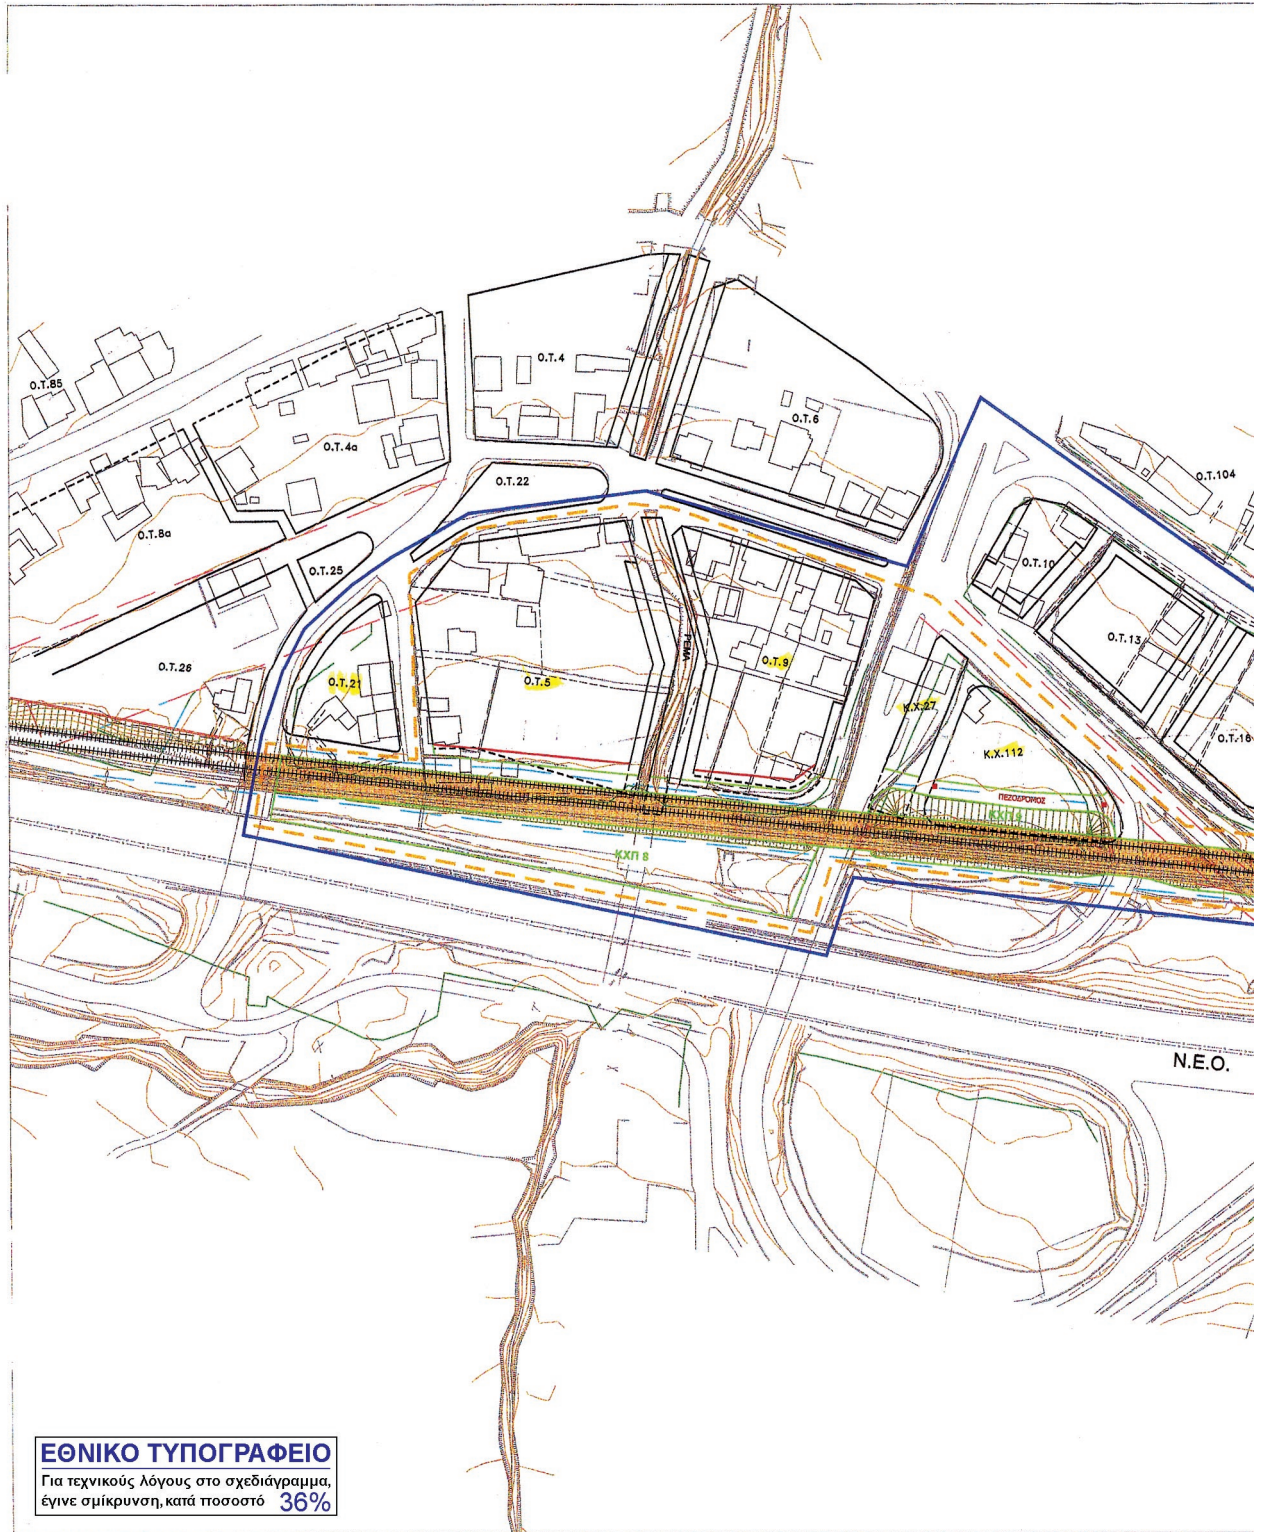 Ο.Τ.4
Ο.Τ.85
Ο.Τ.6
Ο.Τ.4α
Ο.Τ.104
Ο.Τ.22
Ο.Τ.8α
Ο.Τ.10
Ο.Τ.25
Ο.Τ.13
ΡΕΜΑ
Ο.Τ.9
Ο.Τ.26
Ο.Τ.21
Ο.Τ.5
Κ.Χ.27
Ο.Τ.16
Κ.Χ.112
ΠΕΖΟΔΡΟΜΟΣ
ΚΧΠ 8
Ν.Ε.Ο.
ΕΘΝΙΚΟ ΤΥΠΟΓΡΑΦΕΙΟ
Για τεχνικούς λόγους στο σχεδιάγραμμα,
έγινε σμίκρυνση, κατά ποσοστό 36%